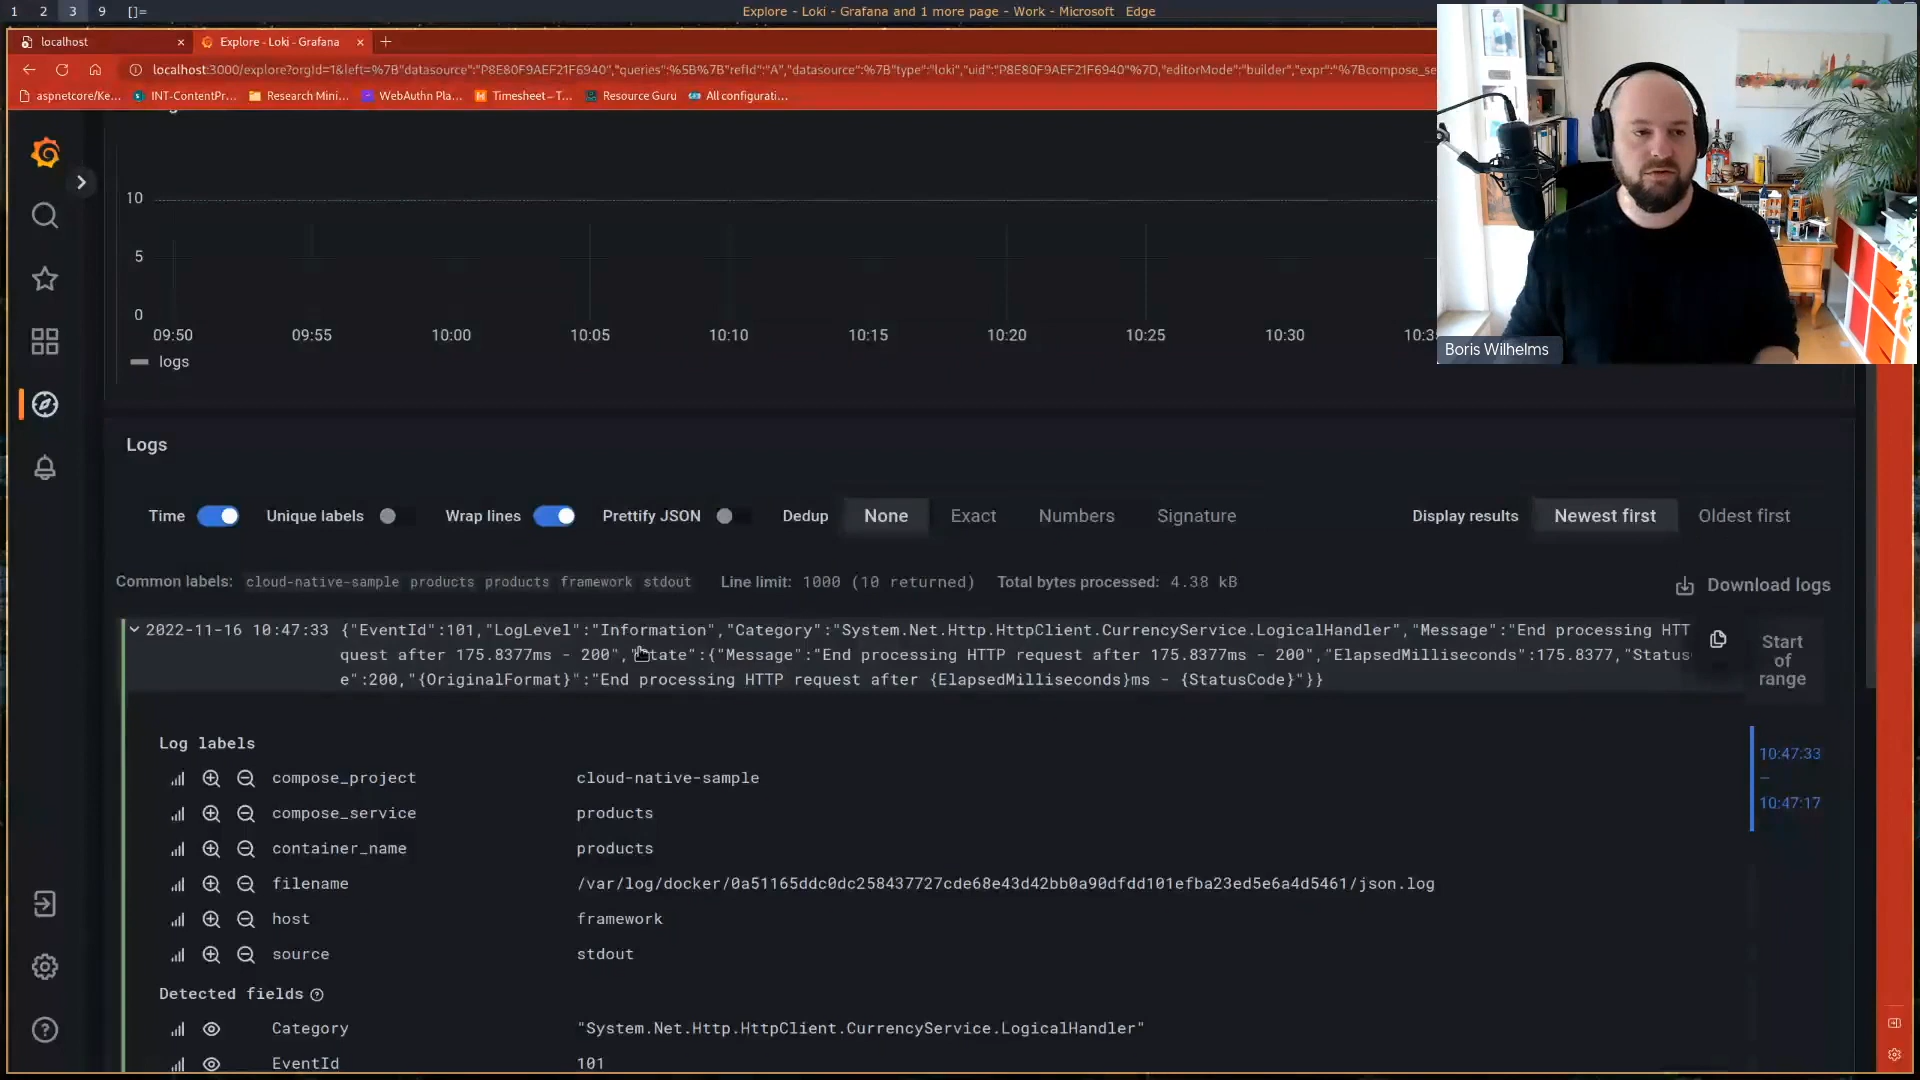 1 2 3 9 []= Explore - Loki - Grafana and 1 more page - Work - Microsoft Edge
localhost × Explore - Loki - Grafana × +
localhost:3000/explore?orgId=1&left=%7B"datasource":"P8E80F9AEF21F6940","queries":%5B%7B"refId":"A","datasource":%7B"type":"loki","uid":"P8E80F9AEF21F6940"%7D,"editorMode":"builder","expr":"%7Bcompose_se
aspnetcore/Ke... INT-ContentPr... Research Mini... WebAuthn Pla... Timesheet – T... Resource Guru All configurati...
10
5
0
09:50 09:55 10:00 10:05 10:10 10:15 10:20 10:25 10:30 10:3
logs
Boris Wilhelms
Logs
Time Unique labels Wrap lines Prettify JSON Dedup None Exact Numbers Signature Display results Newest first Oldest first
Common labels: cloud-native-sample products products framework stdout Line limit: 1000 (10 returned) Total bytes processed: 4.38 kB Download logs
2022-11-16 10:47:33 {"EventId":101,"LogLevel":"Information","Category":"System.Net.Http.HttpClient.CurrencyService.LogicalHandler","Message":"End processing HTT
quest after 175.8377ms - 200","State":{"Message":"End processing HTTP request after 175.8377ms - 200","ElapsedMilliseconds":175.8377,"Status
e":200,"{OriginalFormat}":"End processing HTTP request after {ElapsedMilliseconds}ms - {StatusCode}"}}
Start
of
range
Log labels
compose_project cloud-native-sample
10:47:33
–
10:47:17
compose_service products
container_name products
filename /var/log/docker/0a51165ddc0dc258437727cde68e43d42bb0a90dfdd101efba23ed5e6a4d5461/json.log
host framework
source stdout
Detected fields
Category "System.Net.Http.HttpClient.CurrencyService.LogicalHandler"
EventId 101